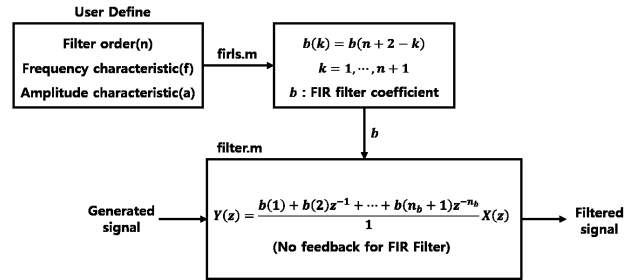 User Define
Filter order(n)
Frequency characteristic(f)
Amplitude characteristic(a)
firls.m
b(k) = b(n + 2 − k)
k = 1, ⋯, n + 1
b : FIR filter coefficient
b
filter.m
Generated
signal
Y(z) = \frac{b(1) + b(2)z^{-1} + ⋯ + b(n_b + 1)z^{-n_b}}{1} X(z)
(No feedback for FIR Filter)
Filtered
signal